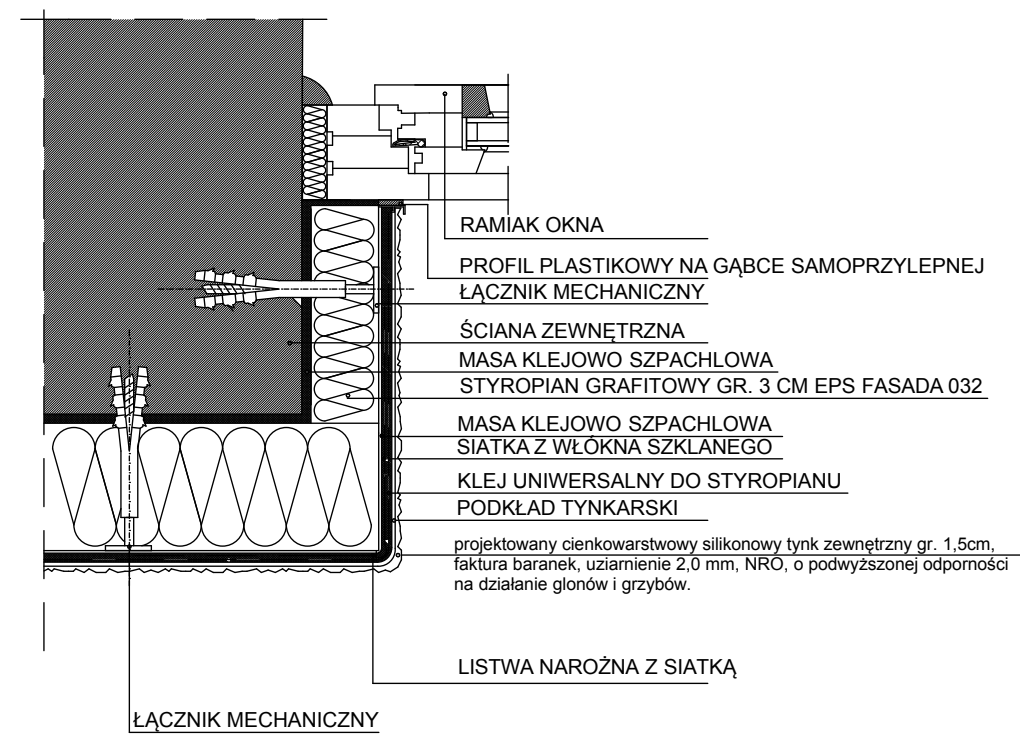 RAMIAK OKNA
PROFIL PLASTIKOWY NA GĄBCE SAMOPRZYLEPNEJ
ŁĄCZNIK MECHANICZNY
ŚCIANA ZEWNĘTRZNA
MASA KLEJOWO SZPACHLOWA
STYROPIAN GRAFITOWY GR. 3 CM EPS FASADA 032
MASA KLEJOWO SZPACHLOWA
SIATKA Z WŁÓKNA SZKLANEGO
KLEJ UNIWERSALNY DO STYROPIANU
PODKŁAD TYNKARSKI
projektowany cienkowarstwowy silikonowy tynk zewnętrzny gr. 1,5cm,
faktura baranek, uziarnienie 2,0 mm, NRO, o podwyższonej odporności
na działanie glonów i grzybów.
LISTWA NAROŻNA Z SIATKĄ
ŁĄCZNIK MECHANICZNY